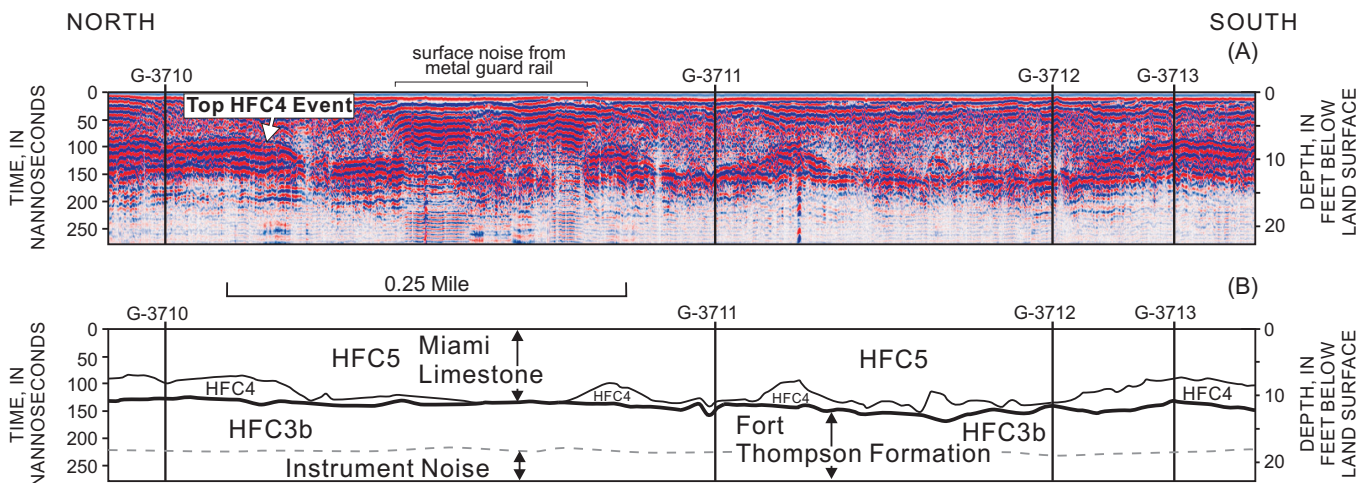 NORTH
SOUTH
(A)
surface noise from
metal guard rail
G-3710
G-3711
G-3712
G-3713
Top HFC4 Event
TIME, IN
NANNOSECONDS
0
50
100
150
200
250
0
10
20
DEPTH, IN
FEET BELOW
LAND SURFACE
0.25 Mile
(B)
G-3710
G-3711
G-3712
G-3713
TIME, IN
NANNOSECONDS
0
50
100
150
200
250
HFC5
Miami
Limestone
HFC5
HFC4
HFC4
HFC4
HFC4
HFC3b
Fort
Thompson Formation
HFC3b
Instrument Noise
0
10
20
DEPTH, IN
FEET BELOW
LAND SURFACE